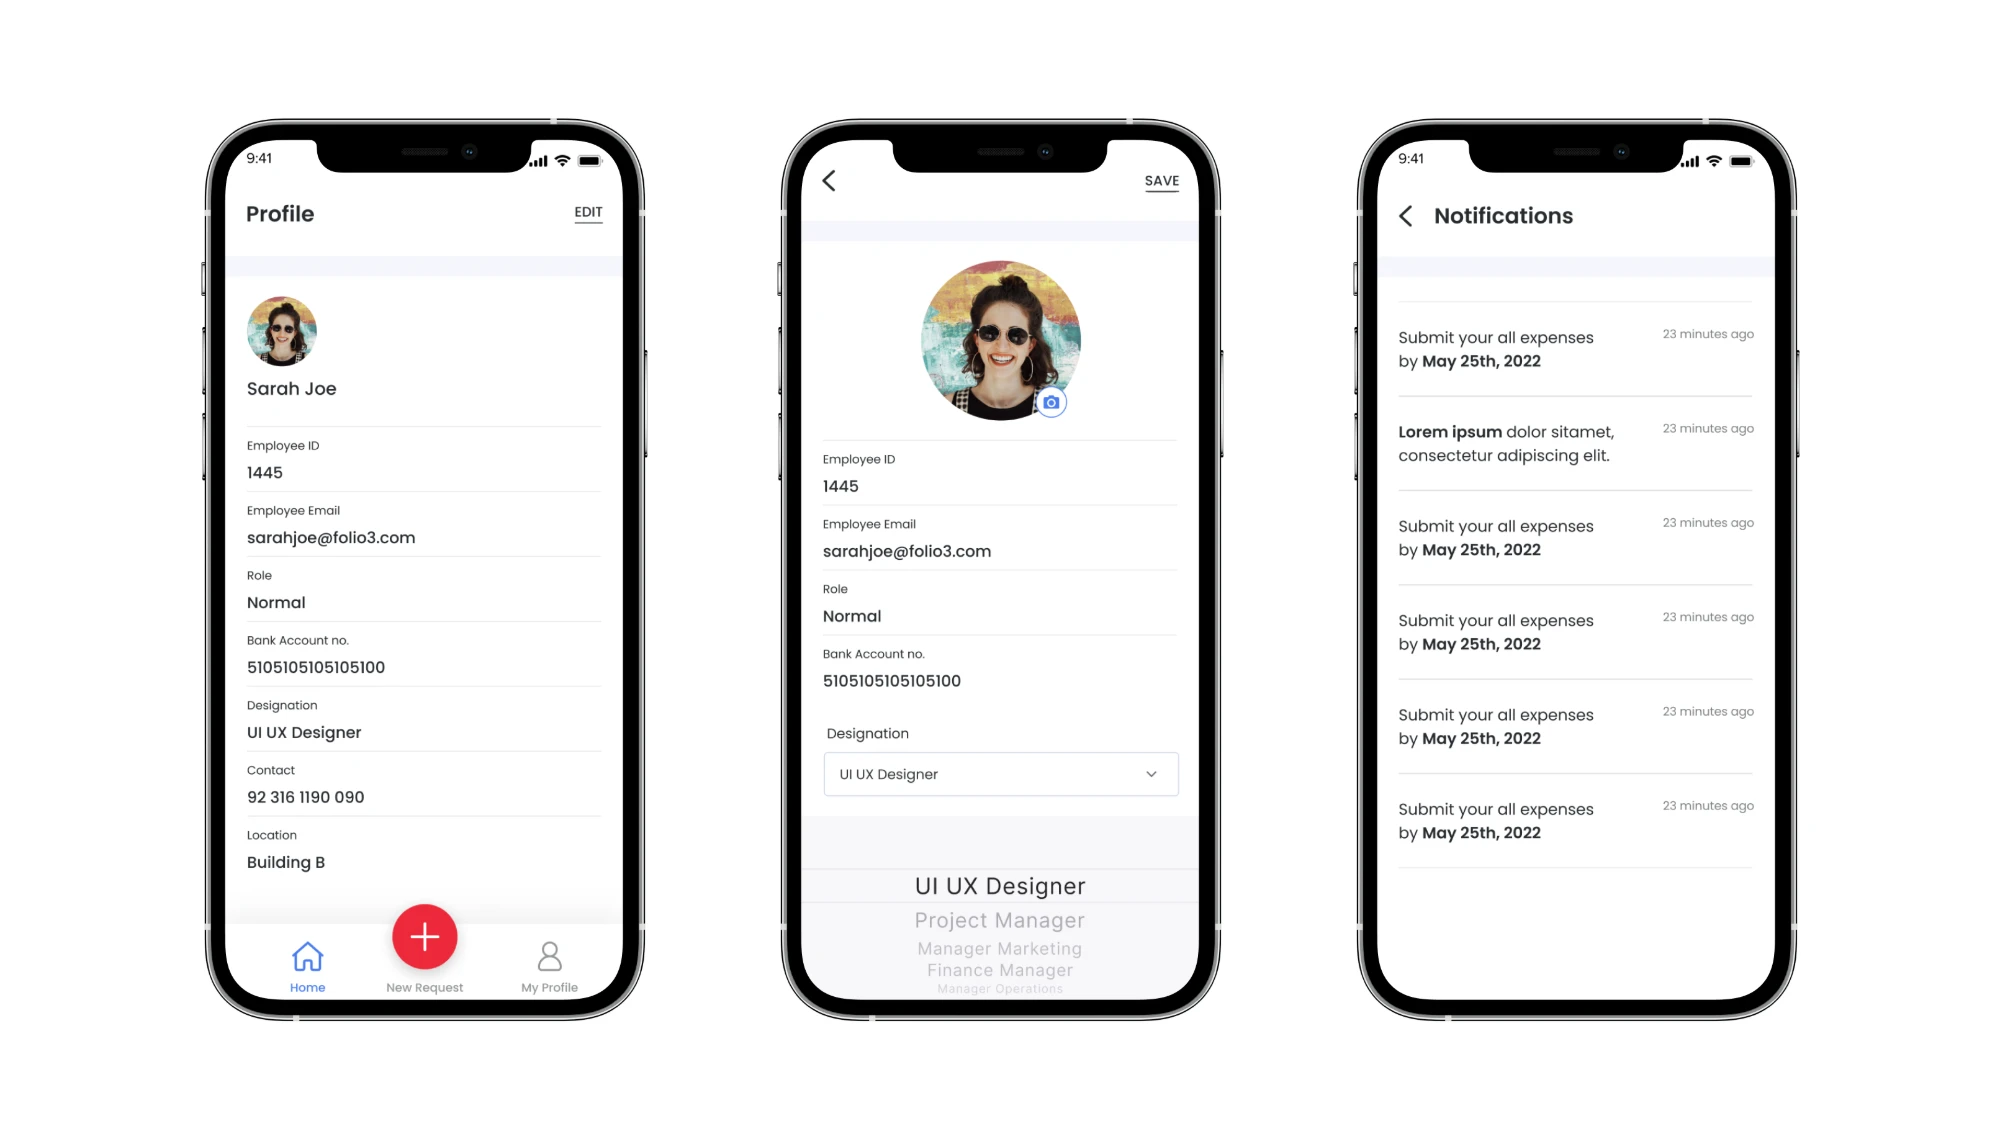 9:41
Profile
EDIT
Sarah Joe
Employee ID
1445
Employee Email
sarahjoe@folio3.com
Role
Normal
Bank Account no.
5105105105105100
Designation
UI UX Designer
Contact
92 316 1190 090
Location
Building B
Home
New Request
My Profile
SAVE
Employee ID
1445
Employee Email
sarahjoe@folio3.com
Role
Normal
Bank Account no.
5105105105105100
Designation
UI UX Designer
UI UX Designer
Project Manager
Manager Marketing
Finance Manager
Manager Operations
9:41
Notifications
Submit your all expenses
by May 25th, 2022
23 minutes ago
Lorem ipsum dolor sitamet,
consectetur adipiscing elit.
23 minutes ago
Submit your all expenses
by May 25th, 2022
23 minutes ago
Submit your all expenses
by May 25th, 2022
23 minutes ago
Submit your all expenses
by May 25th, 2022
23 minutes ago
Submit your all expenses
by May 25th, 2022
23 minutes ago